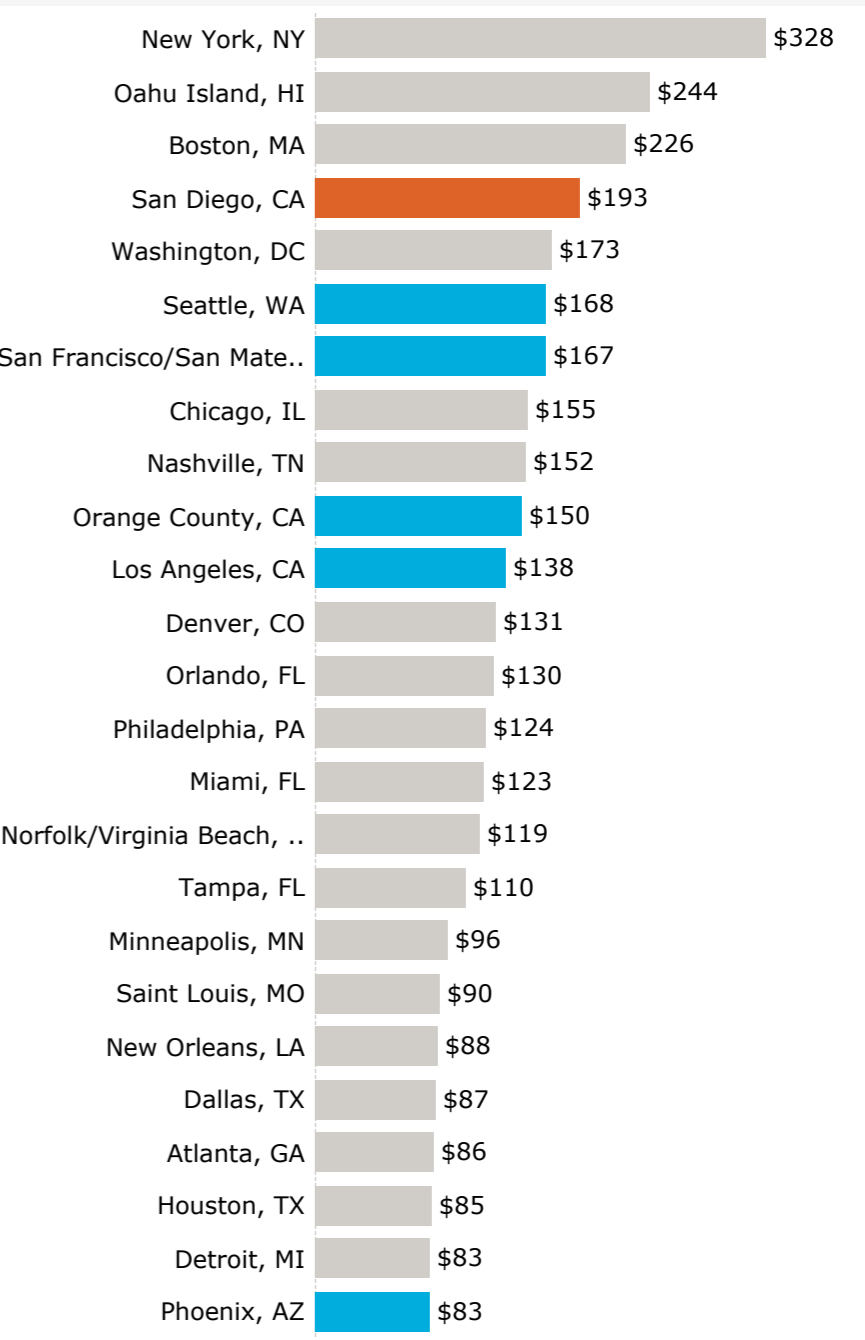 New York, NY $328
Oahu Island, HI $244
Boston, MA $226
San Diego, CA $193
Washington, DC $173
Seattle, WA $168
San Francisco/San Mate.. $167
Chicago, IL $155
Nashville, TN $152
Orange County, CA $150
Los Angeles, CA $138
Denver, CO $131
Orlando, FL $130
Philadelphia, PA $124
Miami, FL $123
Norfolk/Virginia Beach, .. $119
Tampa, FL $110
Minneapolis, MN $96
Saint Louis, MO $90
New Orleans, LA $88
Dallas, TX $87
Atlanta, GA $86
Houston, TX $85
Detroit, MI $83
Phoenix, AZ $83